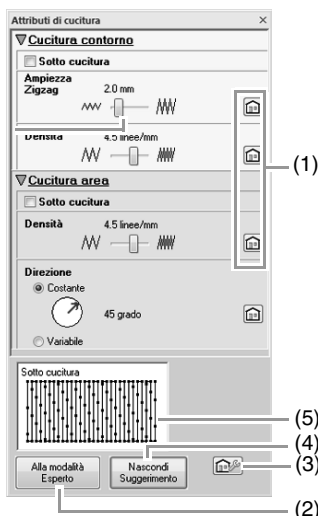 Attributi di cucitura
Cucitura contorno
Sotto cucitura
Ampiezza
Zigzag 2.0 mm
Densità 4.5 linee/mm
(1)
Cucitura area
Sotto cucitura
Densità 4.5 linee/mm
Direzione
Costante
45 grado
Variabile
Sotto cucitura
(5)
(4)
(3)
Alla modalità
Esperto
Nascondi
Suggerimento
(2)